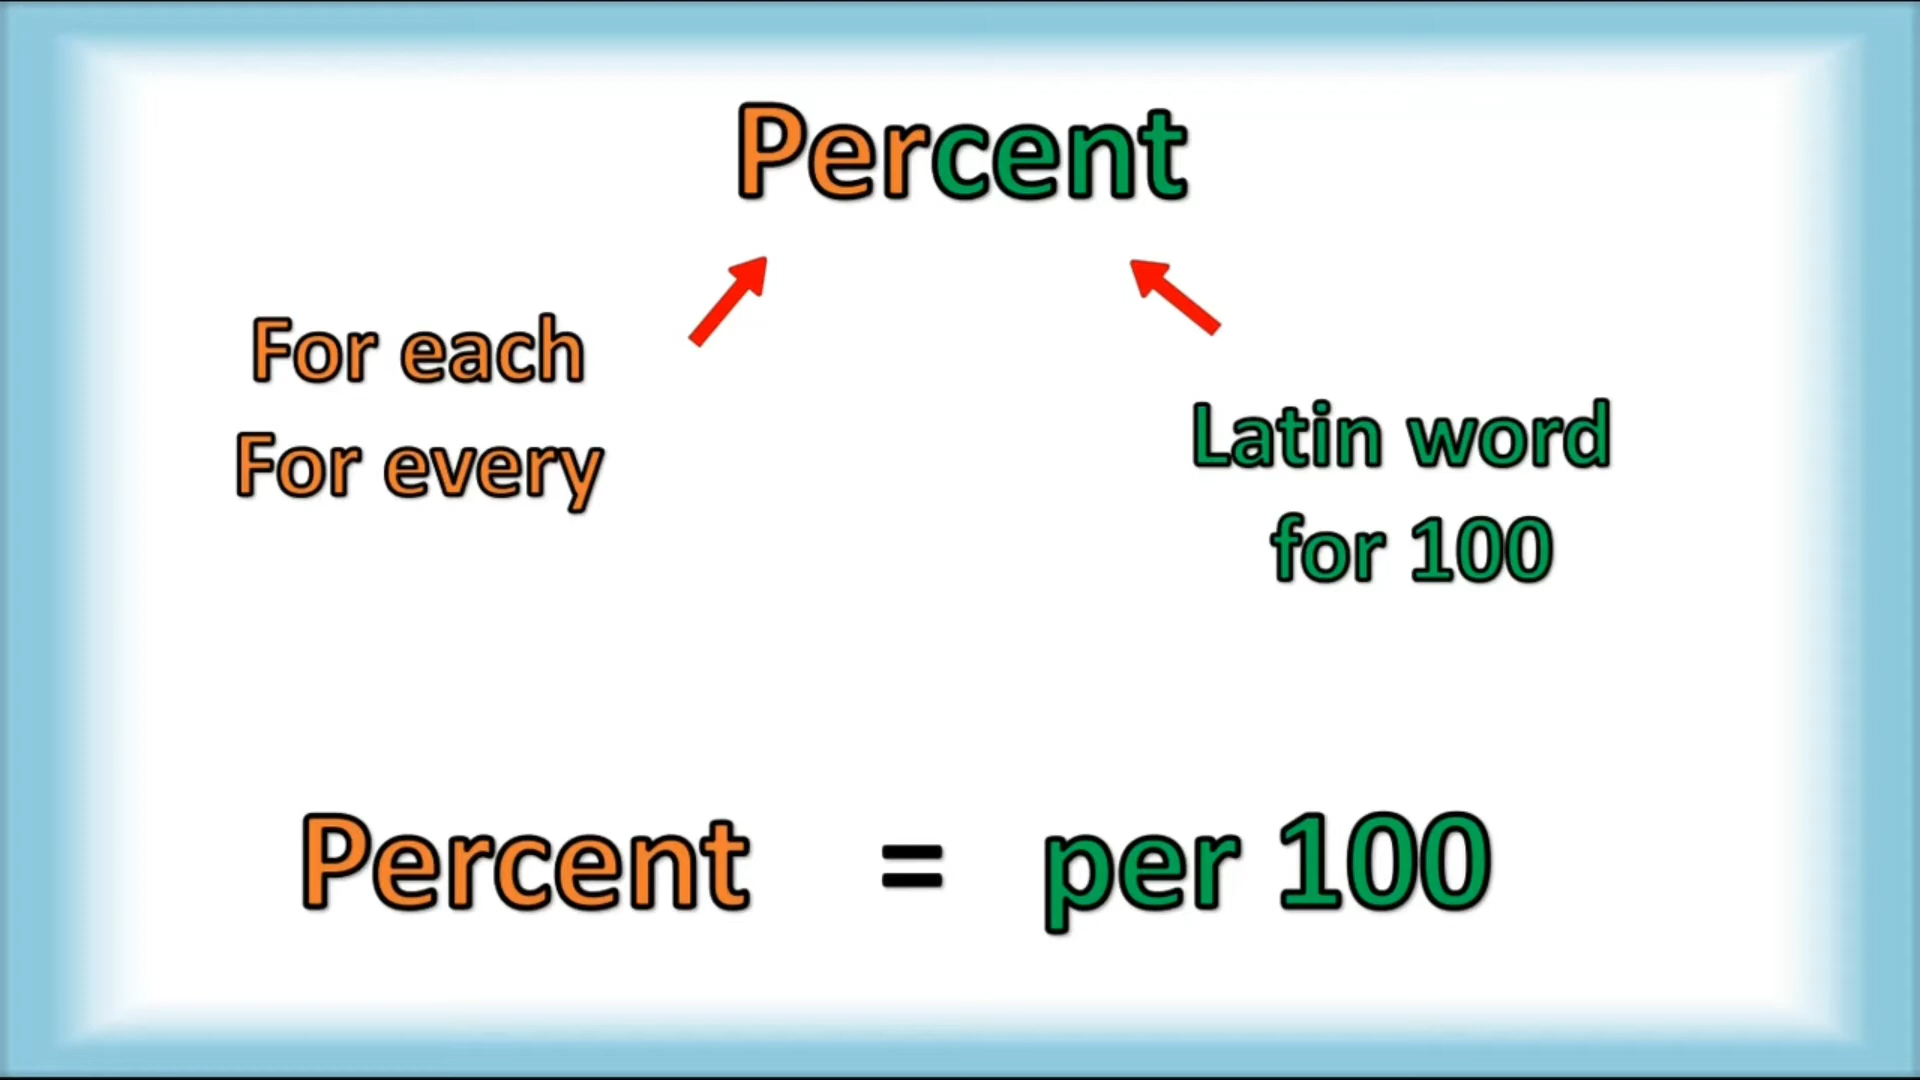 Percent
For each
For every
Latin word
for 100
Percent = per 100